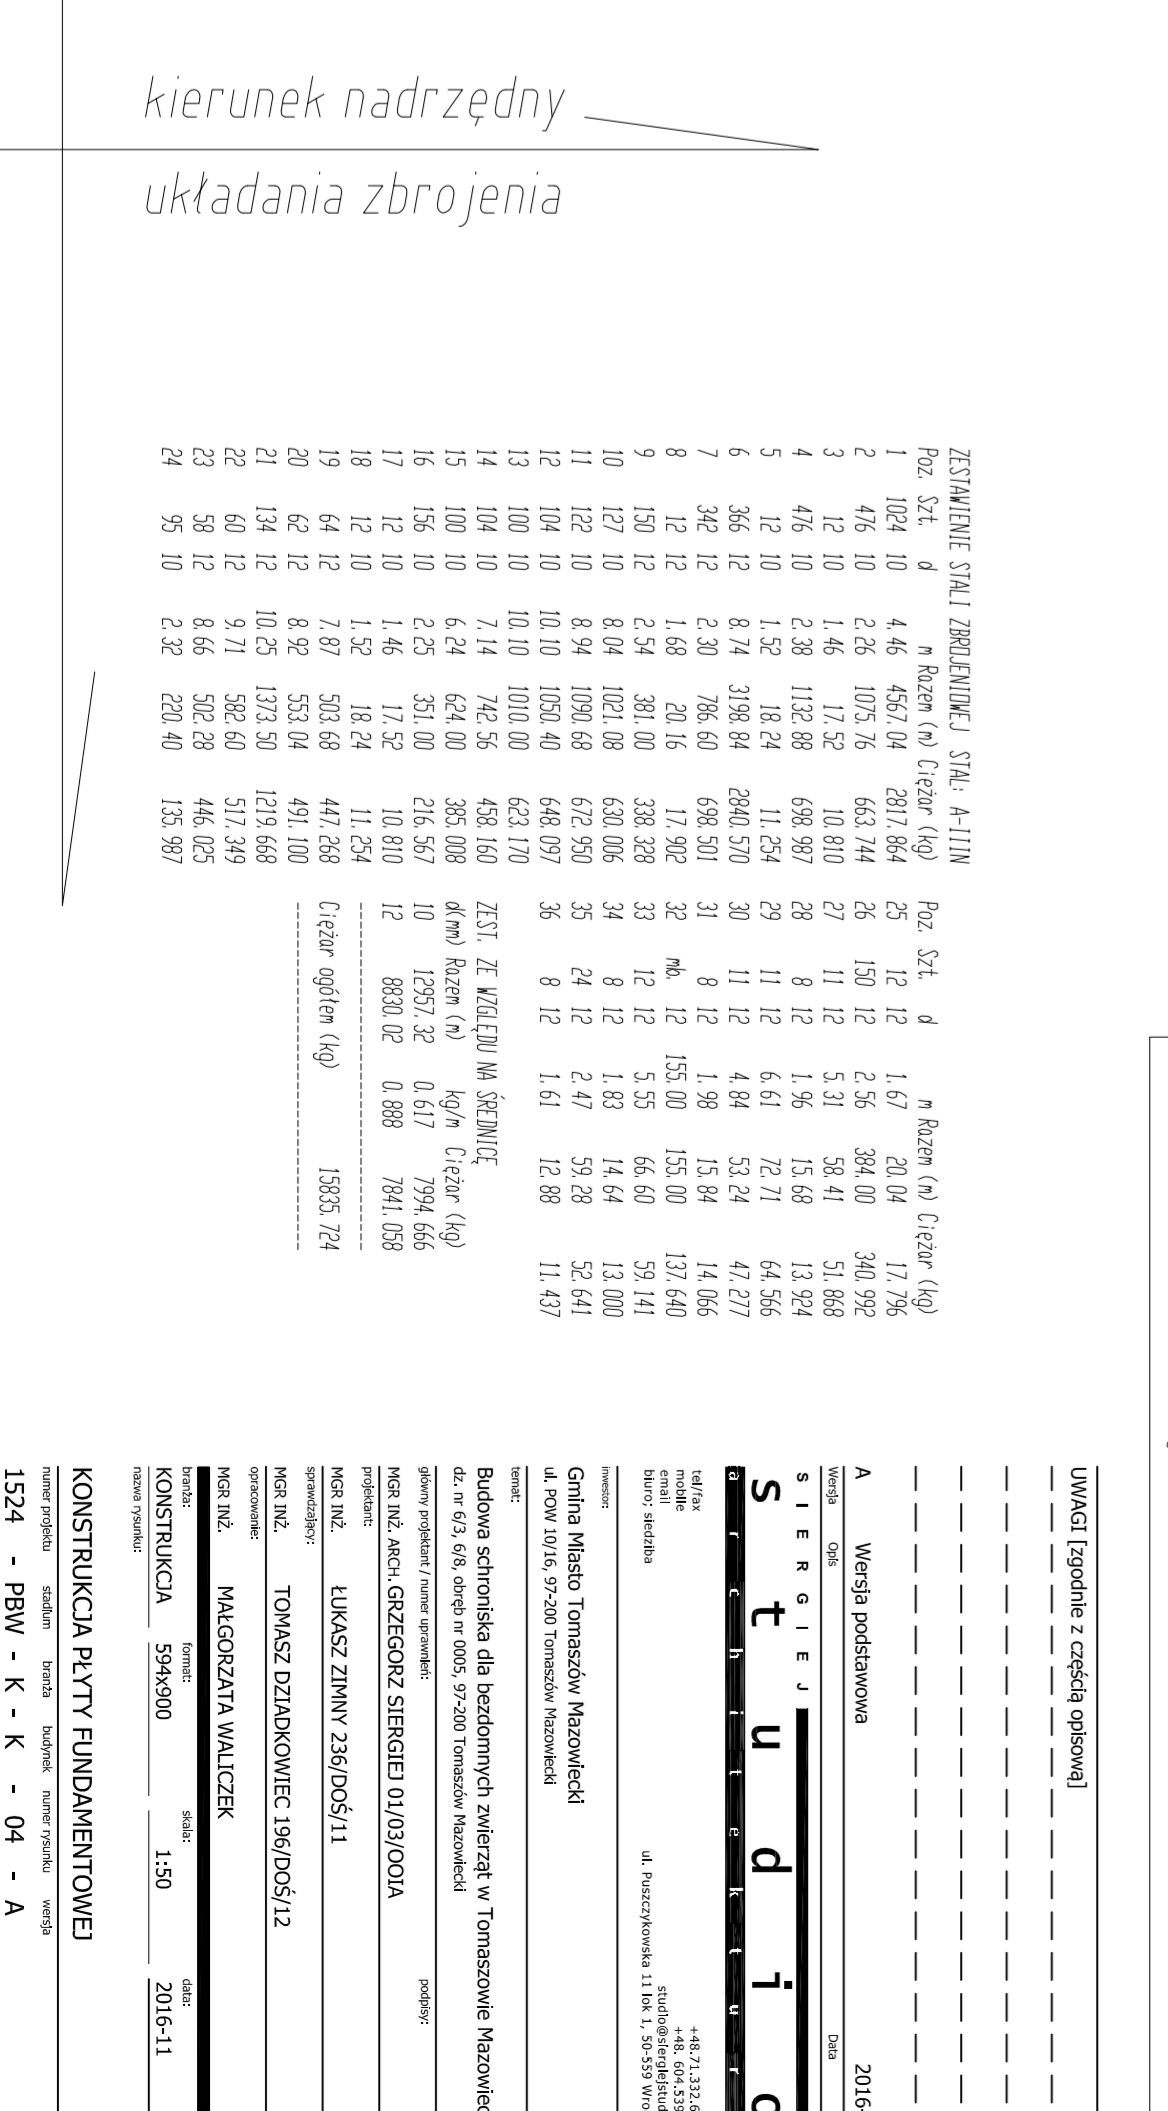 kierunek nadrzędny
układania zbrojenia
ZESTAWIENIE STALI ZBROJENIOWEJ STAL: A-IIIN
Poz. Szt. d m Razem (m) Ciężar (kg)
1 1024 10 4.46 4567.04 2817.864
2 476 10 2.26 1075.76 663.744
3 12 10 1.46 17.52 10.810
4 476 10 2.38 1132.88 698.987
5 12 10 1.52 18.24 11.254
6 366 12 8.74 3198.84 2840.570
7 342 12 2.30 786.60 698.501
8 12 12 1.68 20.16 17.902
9 150 12 2.54 381.00 338.328
10 127 10 8.04 1021.08 630.006
11 122 10 8.94 1090.68 672.950
12 104 10 10.10 1050.40 648.097
13 100 10 10.10 1010.00 623.170
14 104 10 7.14 742.56 458.160
15 100 10 6.24 624.00 385.008
16 156 10 2.25 351.00 216.567
17 12 10 1.46 17.52 10.810
18 12 10 1.52 18.24 11.254
19 64 12 7.87 503.68 447.268
20 62 12 8.92 553.04 491.100
21 134 12 10.25 1373.50 1219.668
22 60 12 9.71 582.60 517.349
23 58 12 8.66 502.28 446.025
24 95 10 2.32 220.40 135.987
Poz. Szt. d m Razem (m) Ciężar (kg)
25 12 12 1.67 20.04 17.796
26 150 12 2.56 384.00 340.992
27 11 12 5.31 58.41 51.868
28 8 12 1.96 15.68 13.924
29 11 12 6.61 72.71 64.566
30 11 12 4.84 53.24 47.277
31 8 12 1.98 15.84 14.066
32 mb. 12 155.00 155.00 137.640
33 12 12 5.55 66.60 59.141
34 8 12 1.83 14.64 13.000
35 24 12 2.47 59.28 52.641
36 8 12 1.61 12.88 11.437
ZEST. ZE WZGLĘDU NA ŚREDNICĘ
d(mm) Razem (m) kg/m Ciężar (kg)
10 12957.32 0.617 7994.666
12 8830.02 0.888 7841.058
Ciężar ogółem (kg) 15835.724
UWAGI [zgodnie z częścią opisową]
A Wersja podstawowa 2016-
Wersja Opis Data
SIERGIEJ
studio
architektur
tel/fax +48.71.332.6
mobile +48. 604.539
email studio@siergiejstud
biuro; siedziba ul. Puszczykowska 11 lok 1, 50-559 Wro
inwestor:
Gmina Miasto Tomaszów Mazowiecki
ul. POW 10/16, 97-200 Tomaszów Mazowiecki
temat:
Budowa schroniska dla bezdomnych zwierząt w Tomaszowie Mazowiec
dz. nr 6/3, 6/8, obręb nr 0005, 97-200 Tomaszów Mazowiecki
główny projektant / numer uprawnień: podpisy:
MGR INŻ. ARCH. GRZEGORZ SIERGIEJ 01/03/OOIA
projektant:
MGR INŻ. ŁUKASZ ZIMNY 236/DOŚ/11
sprawdzający:
MGR INŻ. TOMASZ DZIADKOWIEC 196/DOŚ/12
opracowanie:
MGR INŻ. MAŁGORZATA WALICZEK
branża: format: skala: data:
KONSTRUKCJA 594x900 1:50 2016-11
nazwa rysunku:
KONSTRUKCJA PŁYTY FUNDAMENTOWEJ
numer projektu stadium branża budynek numer rysunku wersja
1524 - PBW - K - K - 04 - A